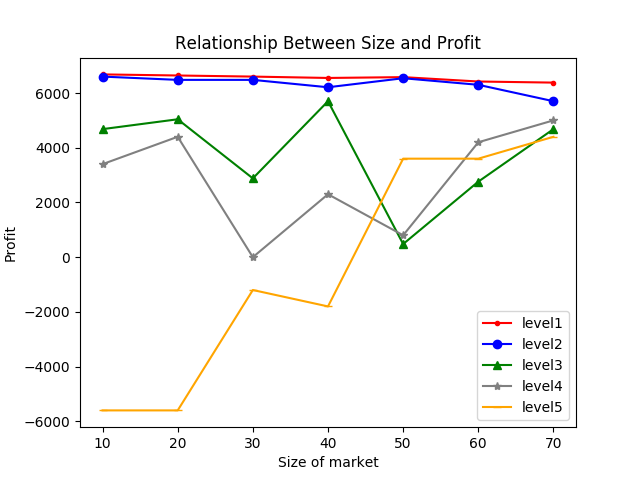 Relationship Between Size and Profit
Profit
6000
4000
2000
0
−2000
−4000
−6000
10 20 30 40 50 60 70
Size of market
level1
level2
level3
level4
level5